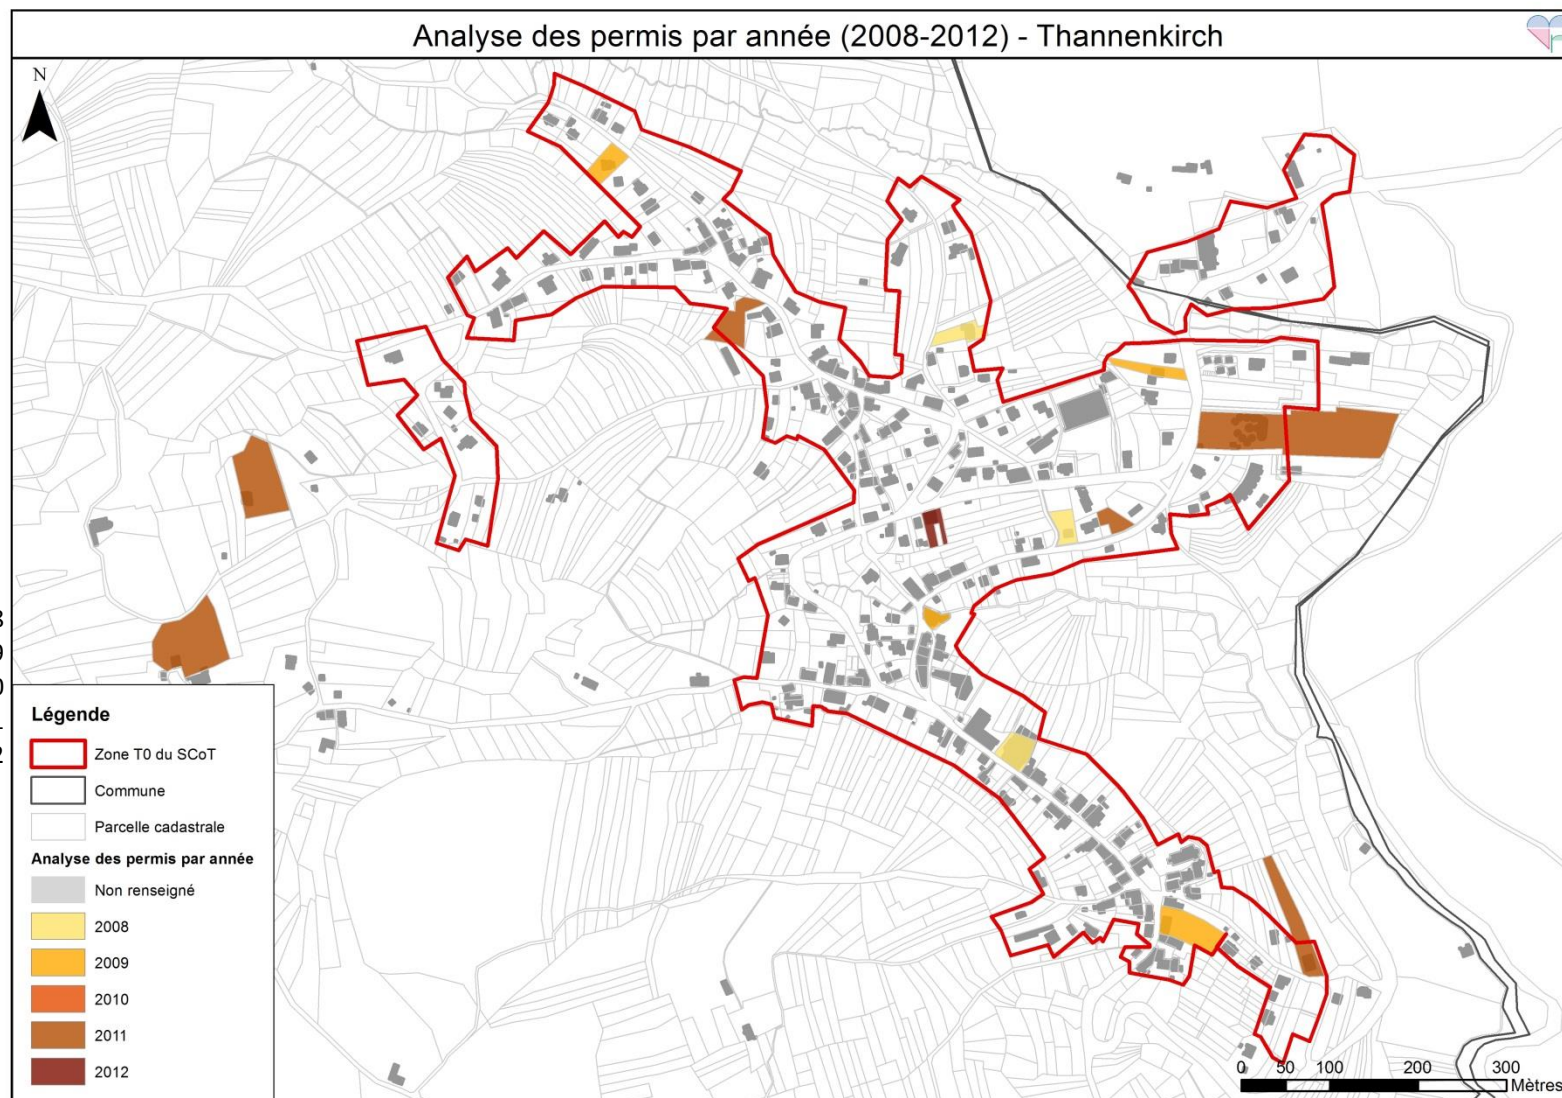 Analyse des permis par année (2008-2012) - Thannenkirch
N
Légende
Zone T0 du SCoT
Commune
Parcelle cadastrale
Analyse des permis par année
Non renseigné
2008
2009
2010
2011
2012
0 50 100 200 300
Mètres